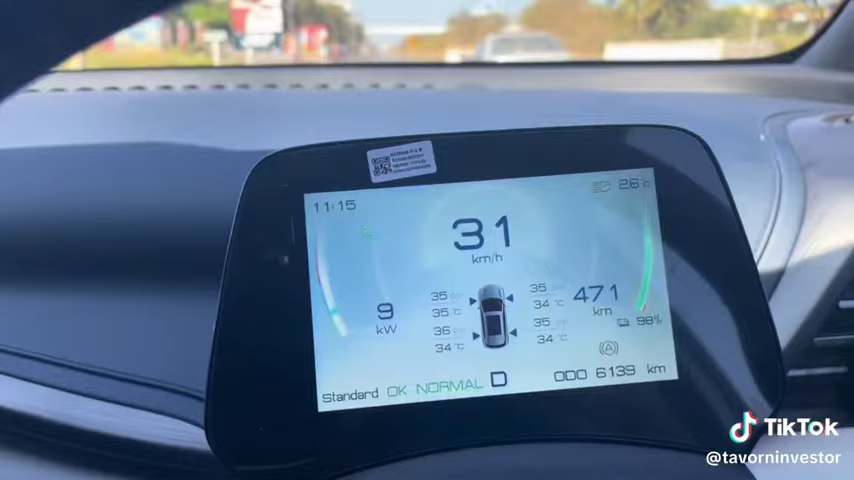 11:15
26°c
31
km/h
9
kW
35
35 °c
36
34 °c
35
34 °c
35
34 °c
471
km
98%
(A)
Standard OK NORMAL D
ODO 6139 km
TikTok
@tavorninvestor